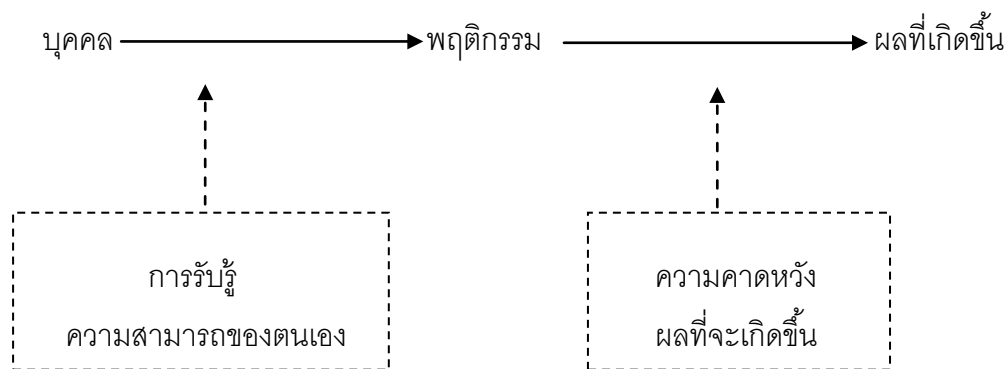 บุคคล พฤติกรรม ผลที่เกิดขึ้น
การรับรู้
ความสามารถของตนเอง
ความคาดหวัง
ผลที่จะเกิดขึ้น